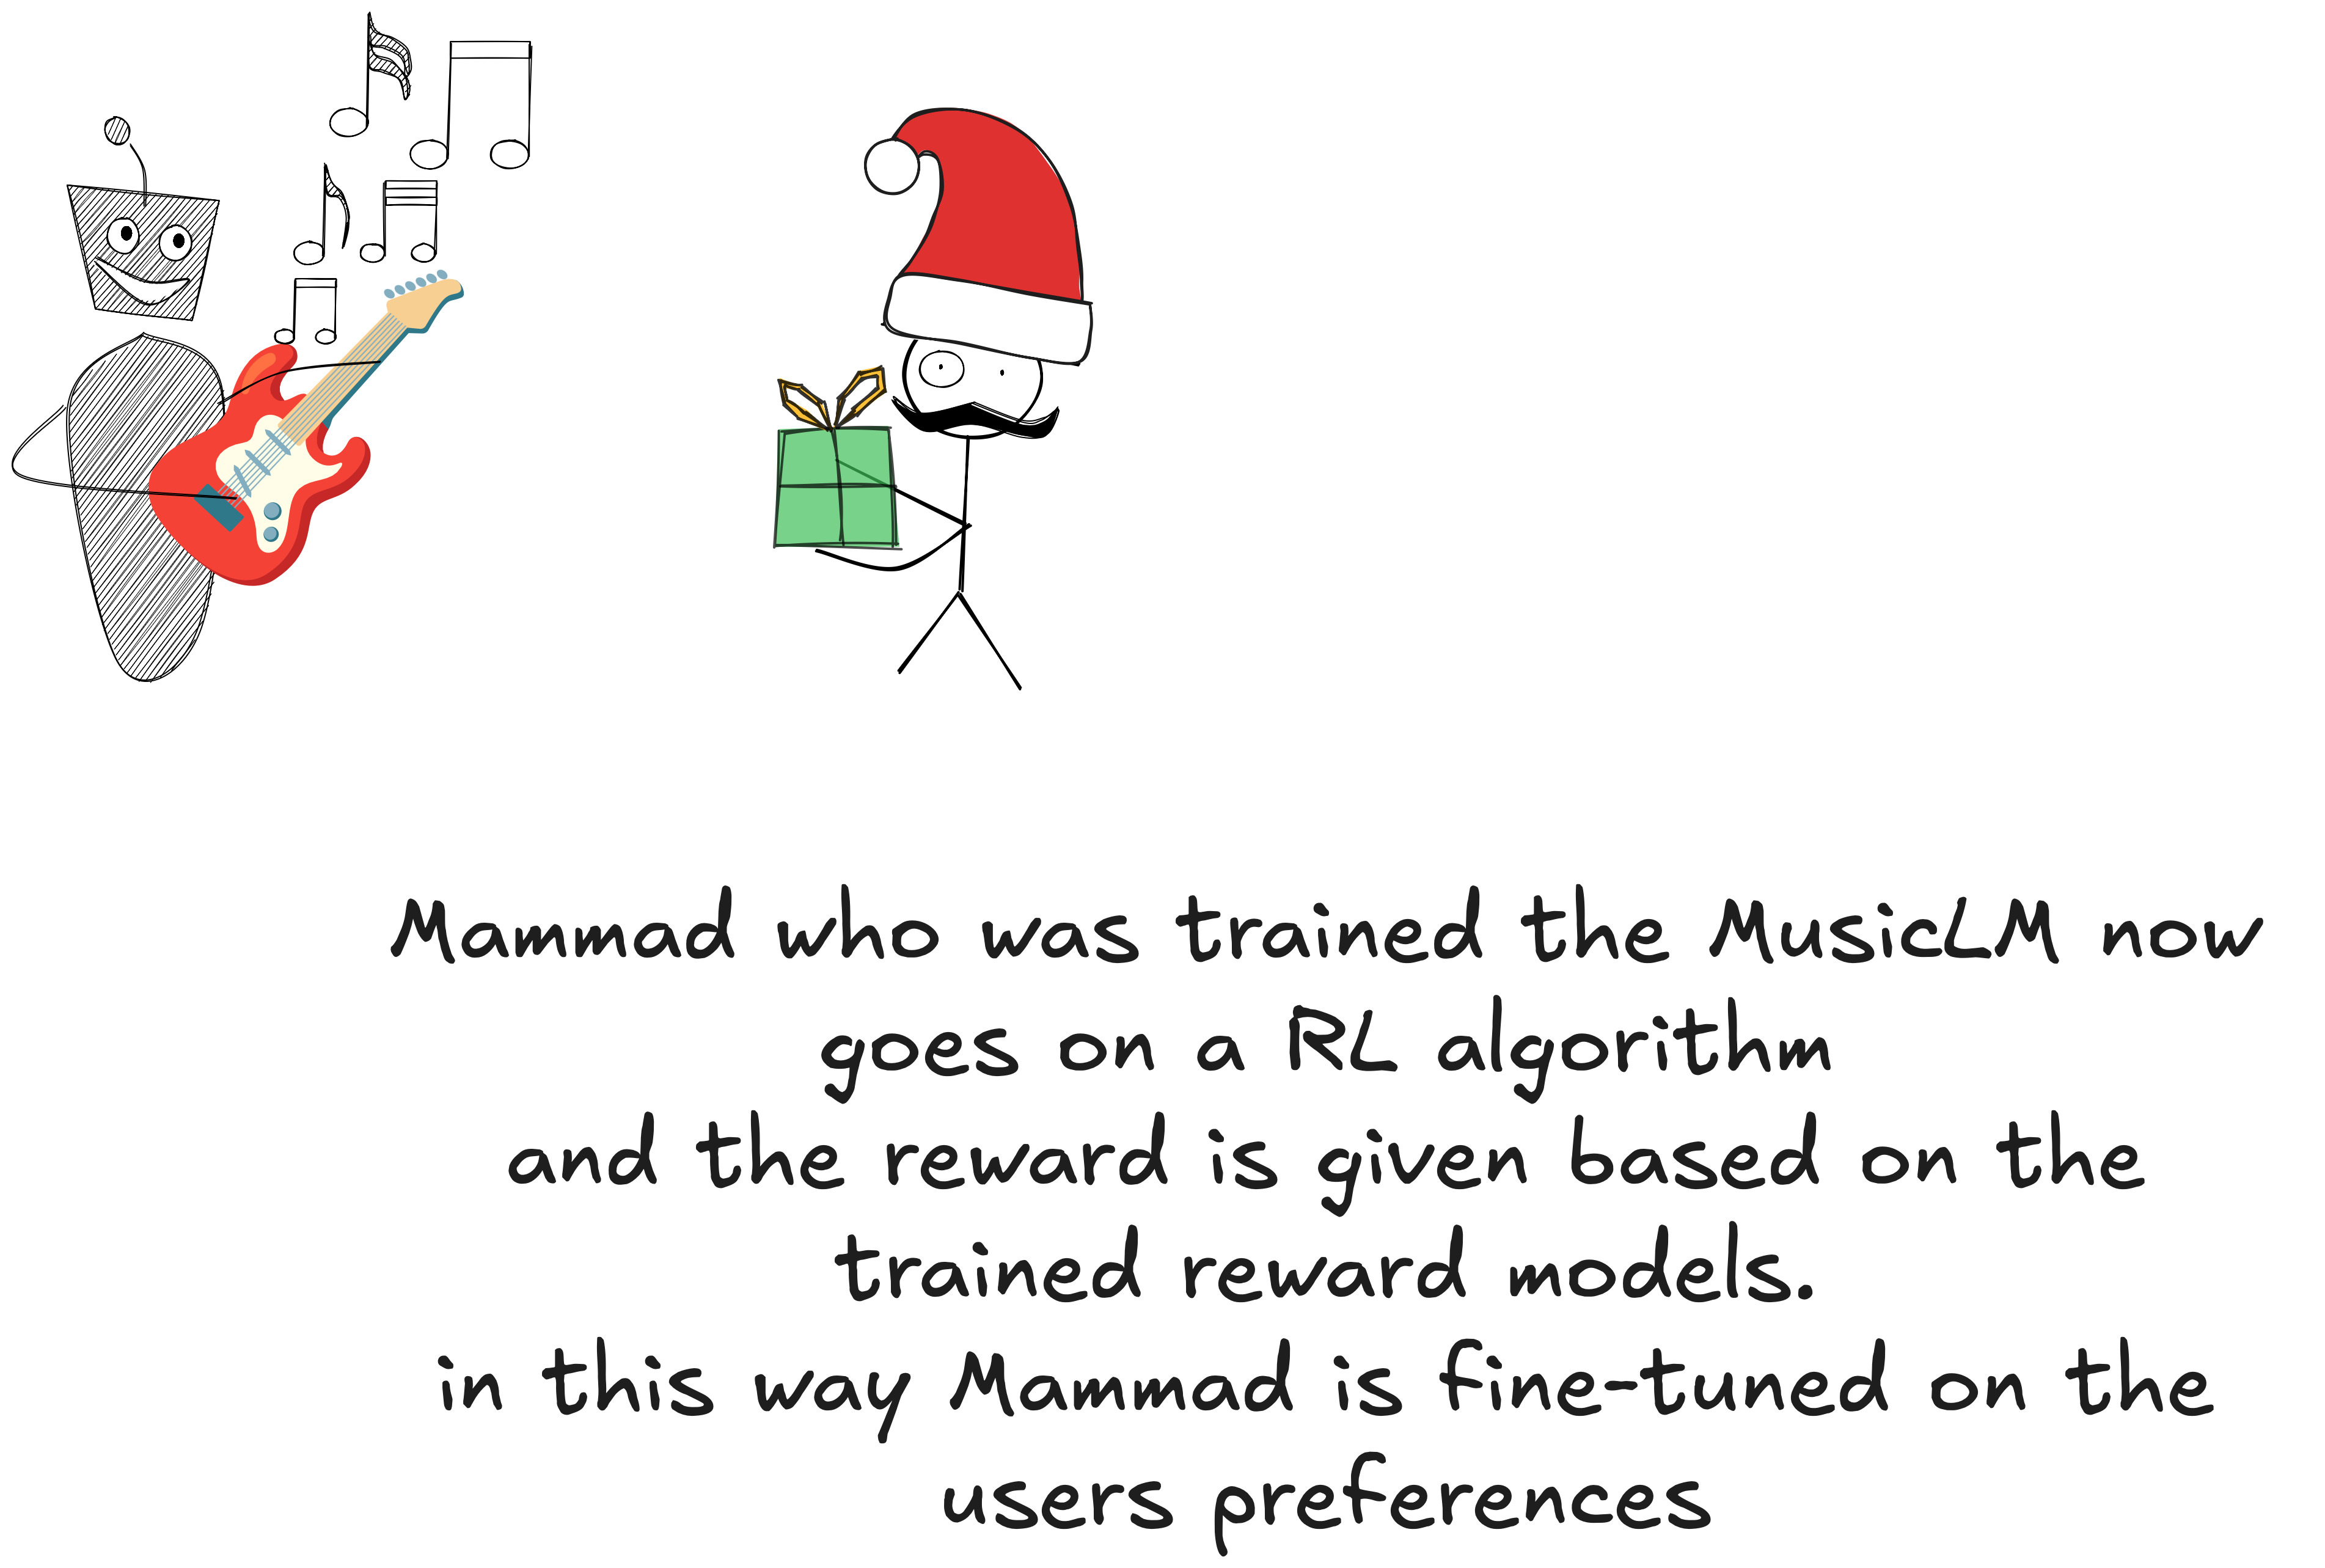 Mammad who was trained the MusicLM now
goes on a RL algorithm
and the reward is given based on the
trained reward models.
in this way Mammad is fine-tuned on the
users preferences